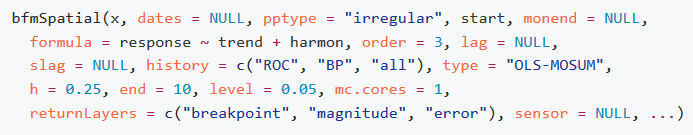 bfmSpatial(x, dates = NULL, pptype = "irregular", start, monend = NULL,
formula = response ~ trend + harmon, order = 3, lag = NULL,
slag = NULL, history = c("ROC", "BP", "all"), type = "OLS-MOSUM",
h = 0.25, end = 10, level = 0.05, mc.cores = 1,
returnLayers = c("breakpoint", "magnitude", "error"), sensor = NULL, ...)